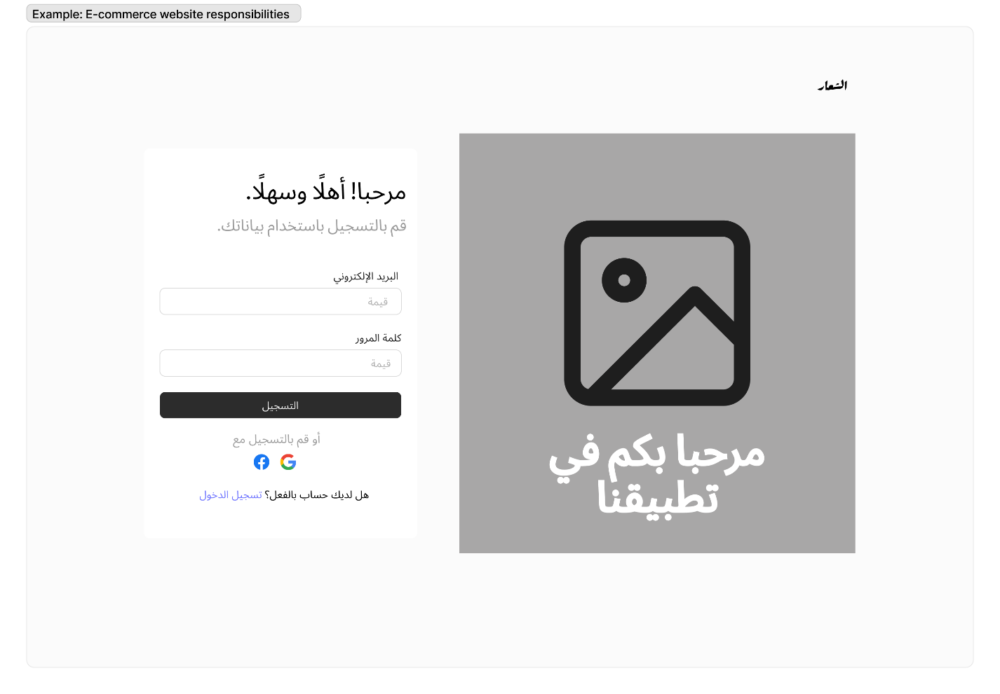 Example: E-commerce website responsibilities
الشعار
مرحبا بكم في
تطبيقنا
مرحبا! أهلًا وسهلًا.
قم بالتسجيل باستخدام بياناتك.
البريد الإلكتروني
قيمة
كلمة المرور
قيمة
التسجيل
أو قم بالتسجيل مع
هل لديك حساب بالفعل؟ تسجيل الدخول